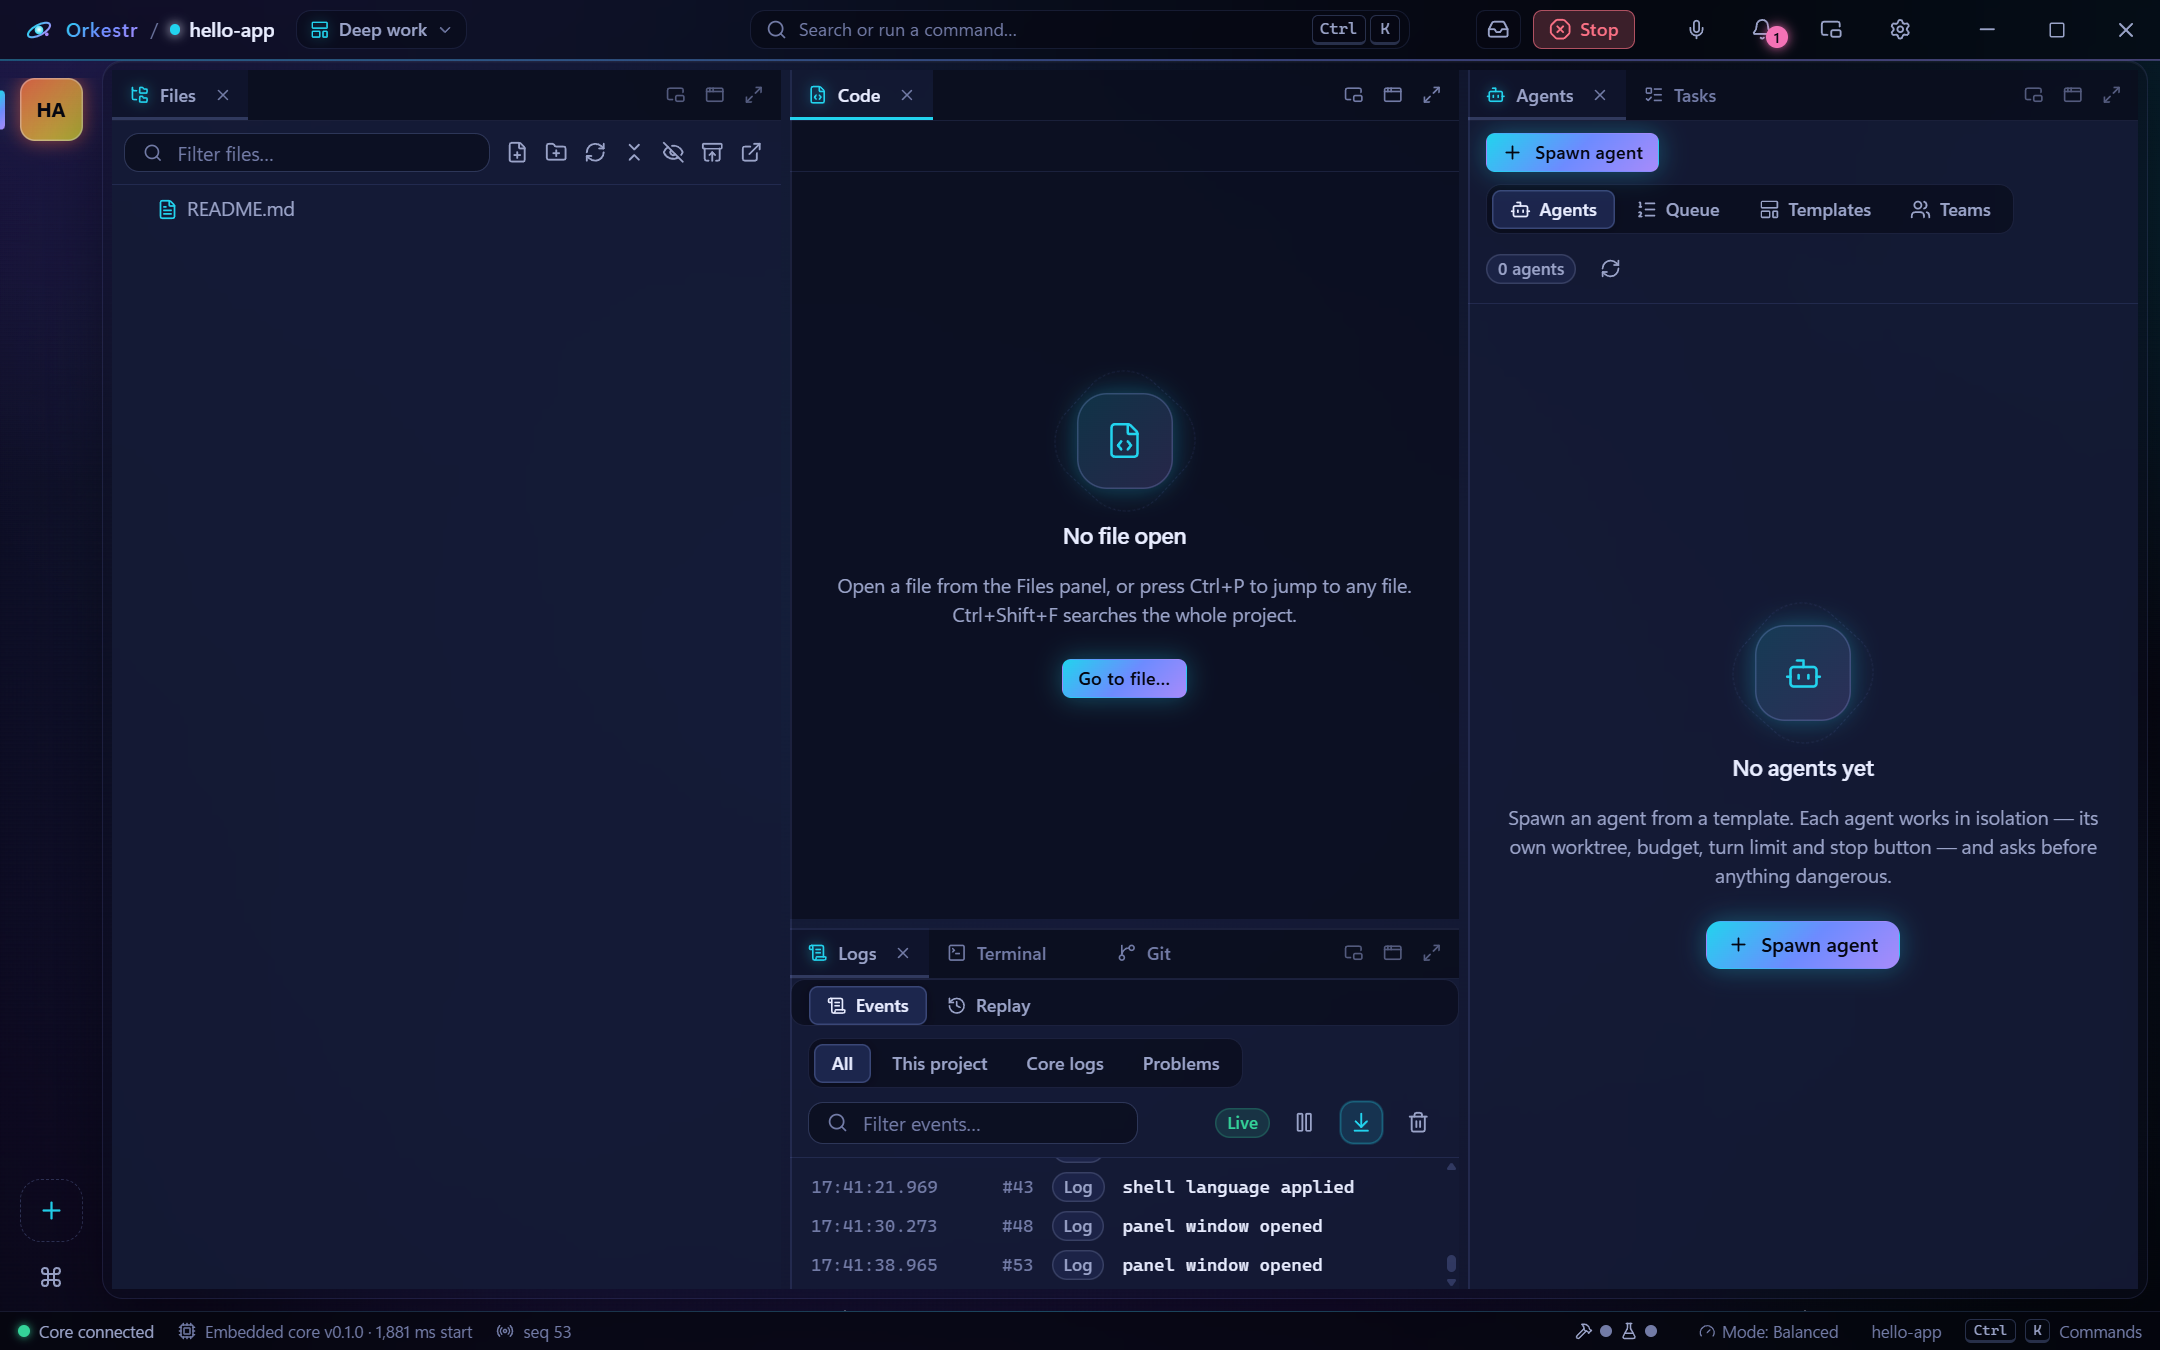 Orkestr / hello-app
Deep work
Search or run a command...
Ctrl K
Stop
1
HA
Files
Filter files...
README.md
Code
No file open
Open a file from the Files panel, or press Ctrl+P to jump to any file.
Ctrl+Shift+F searches the whole project.
Go to file...
Logs
Terminal
Git
Events
Replay
All
This project
Core logs
Problems
Filter events...
Live
17:41:21.969 #43 Log shell language applied
17:41:30.273 #48 Log panel window opened
17:41:38.965 #53 Log panel window opened
Agents
Tasks
Spawn agent
Agents
Queue
Templates
Teams
0 agents
No agents yet
Spawn an agent from a template. Each agent works in isolation — its
own worktree, budget, turn limit and stop button — and asks before
anything dangerous.
Spawn agent
Core connected
Embedded core v0.1.0 · 1,881 ms start
seq 53
Mode: Balanced
hello-app
Ctrl K Commands